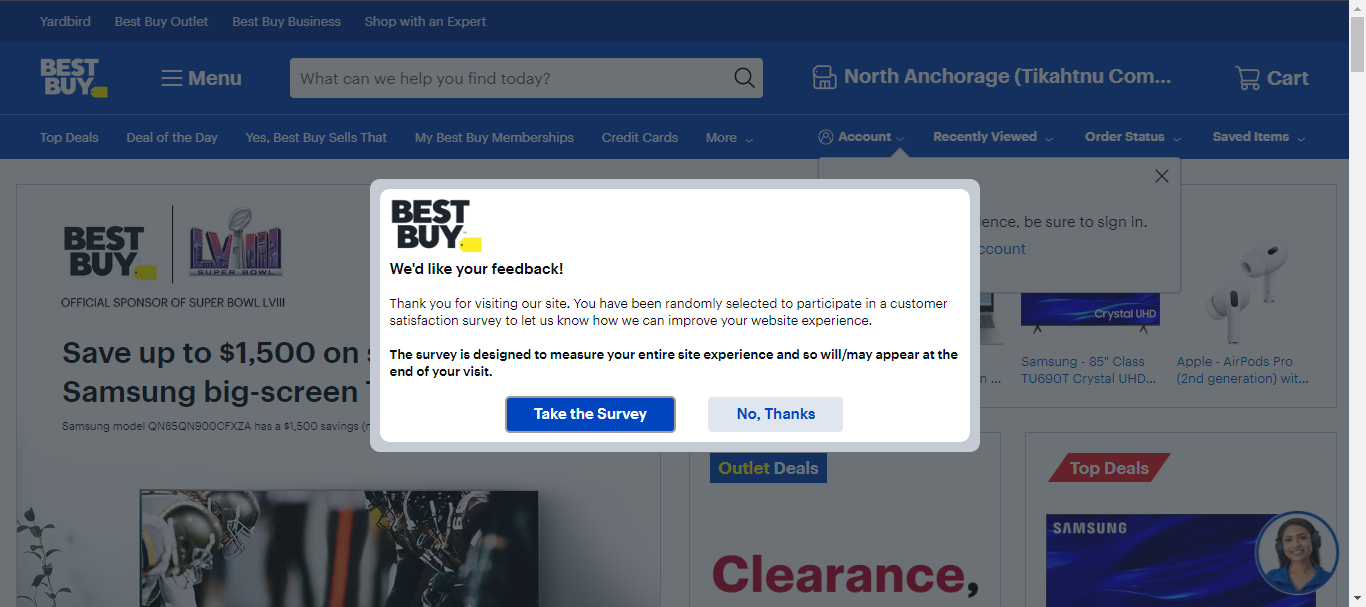 Yardbird Best Buy Outlet Best Buy Business Shop with an Expert
BEST BUY
Menu
What can we help you find today?
North Anchorage (Tikahtnu Com...
Cart
Top Deals Deal of the Day Yes, Best Buy Sells That My Best Buy Memberships Credit Cards More
Account Recently Viewed Order Status Saved Items
BEST
BUY
LVIII
SUPER BOWL
OFFICIAL SPONSOR OF SUPER BOWL LVIII
Save up to $1,500 on
Samsung big-screen
Samsung model QN85QN900CFXZA has a $1,500 savings
BEST
BUY
We'd like your feedback!
Thank you for visiting our site. You have been randomly selected to participate in a customer
satisfaction survey to let us know how we can improve your website experience.
The survey is designed to measure your entire site experience and so will/may appear at the
end of your visit.
Take the Survey No, Thanks
be sure to sign in.
Crystal UHD
Samsung - 85" Class
TU690T Crystal UHD...
Apple - AirPods Pro
(2nd generation) wit...
Outlet Deals
Clearance,
Top Deals
SAMSUNG